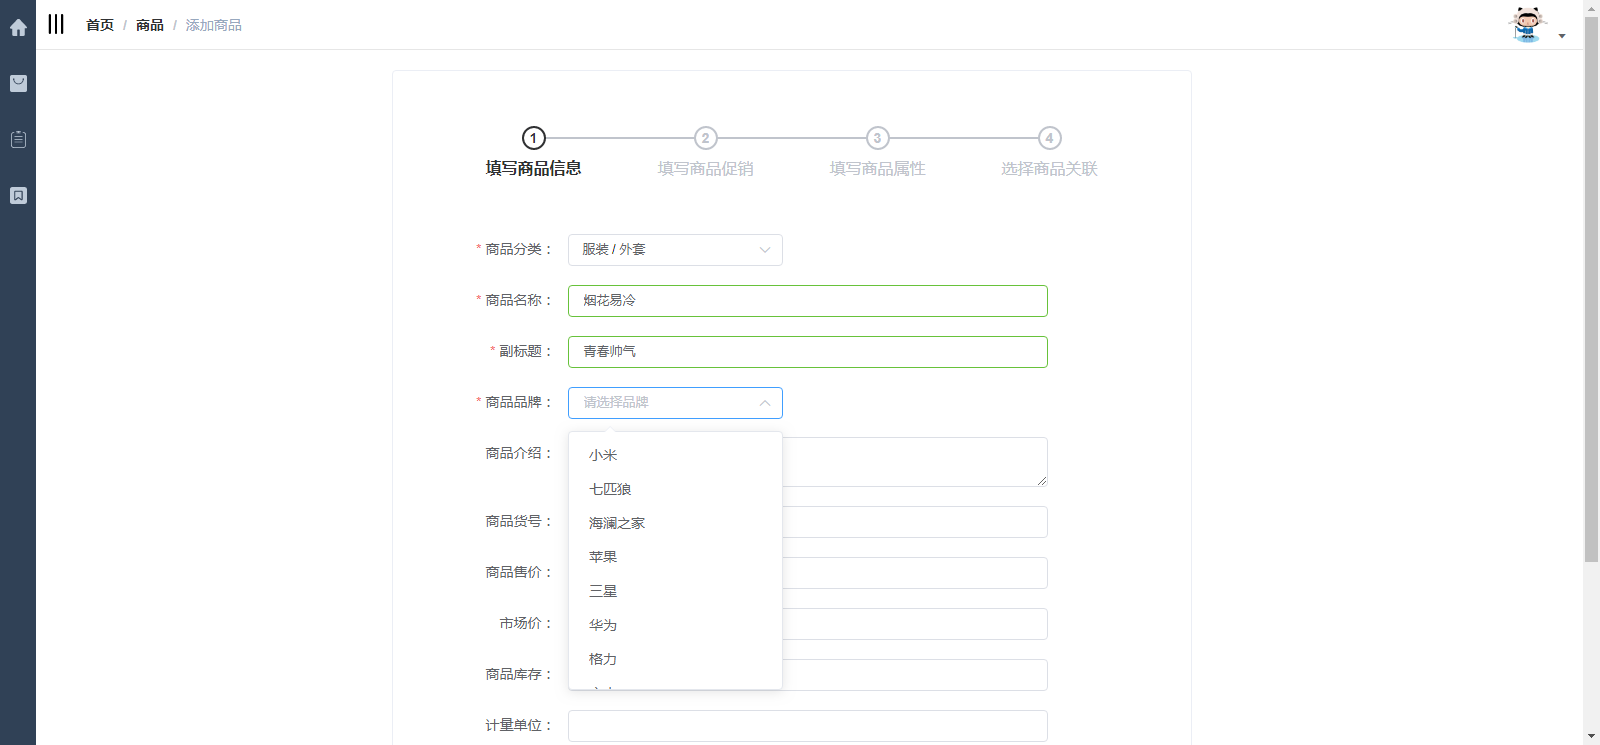 首页 / 商品 / 添加商品
1 2 3 4
填写商品信息 填写商品促销 填写商品属性 选择商品关联
* 商品分类： 服装 / 外套
* 商品名称： 烟花易冷
* 副标题： 青春帅气
* 商品品牌： 请选择品牌
商品介绍：
小米
七匹狼
商品货号：
海澜之家
苹果
商品售价：
三星
市场价：
华为
格力
商品库存：
计量单位：